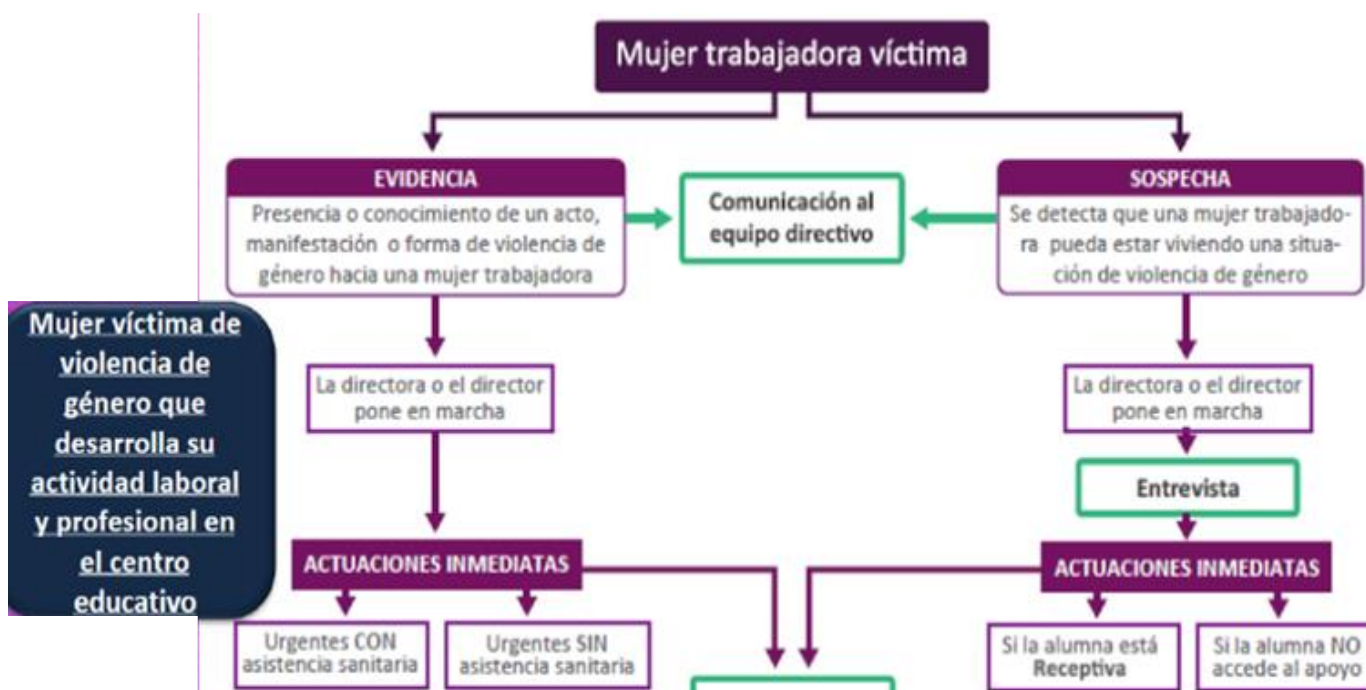 Mujer trabajadora víctima
EVIDENCIA
Presencia o conocimiento de un acto,
manifestación o forma de violencia de
género hacia una mujer trabajadora
Comunicación al
equipo directivo
SOSPECHA
Se detecta que una mujer trabajado-
ra pueda estar viviendo una situa-
ción de violencia de género
Mujer víctima de
violencia de
género que
desarrolla su
actividad laboral
y profesional en
el centro
educativo
La directora o el director
pone en marcha
La directora o el director
pone en marcha
Entrevista
ACTUACIONES INMEDIATAS
ACTUACIONES INMEDIATAS
Urgentes CON
asistencia sanitaria
Urgentes SIN
asistencia sanitaria
Si la alumna está
Receptiva
Si la alumna NO
accede al apoyo